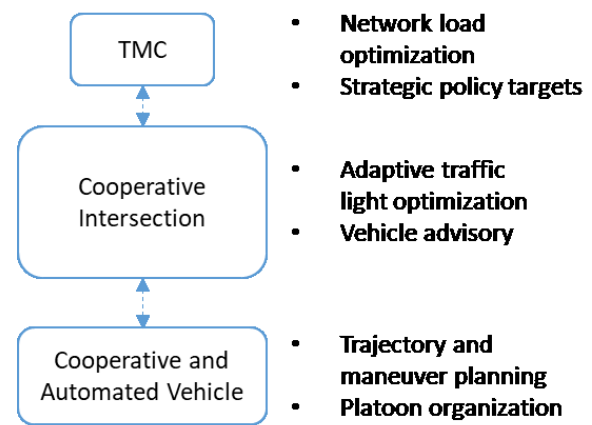 TMC
• Network load
optimization
• Strategic policy targets
Cooperative
Intersection
• Adaptive traffic
light optimization
• Vehicle advisory
Cooperative and
Automated Vehicle
• Trajectory and
maneuver planning
• Platoon organization